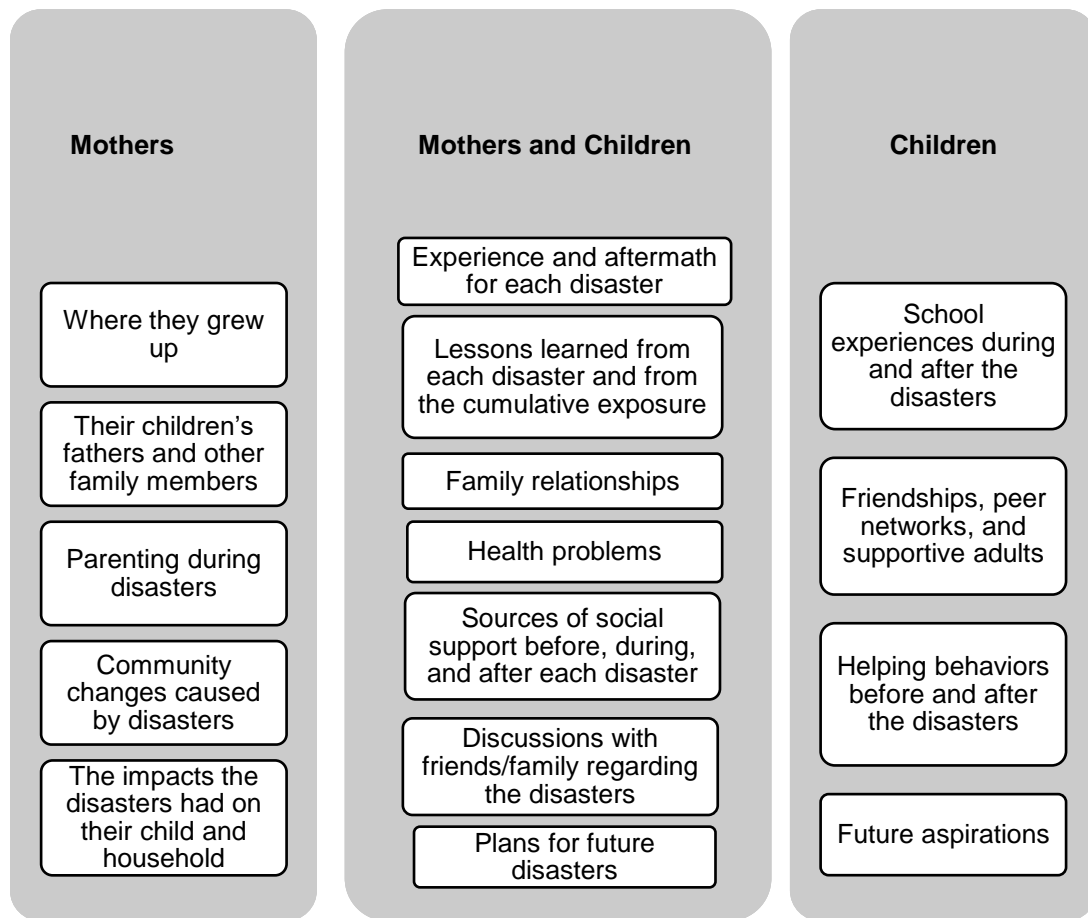 Mothers
Where they grew
up
Their children’s
fathers and other
family members
Parenting during
disasters
Community
changes caused
by disasters
The impacts the
disasters had on
their child and
household
Mothers and Children
Experience and aftermath
for each disaster
Lessons learned from
each disaster and from
the cumulative exposure
Family relationships
Health problems
Sources of social
support before, during,
and after each disaster
Discussions with
friends/family regarding
the disasters
Plans for future
disasters
Children
School
experiences during
and after the
disasters
Friendships, peer
networks, and
supportive adults
Helping behaviors
before and after
the disasters
Future aspirations